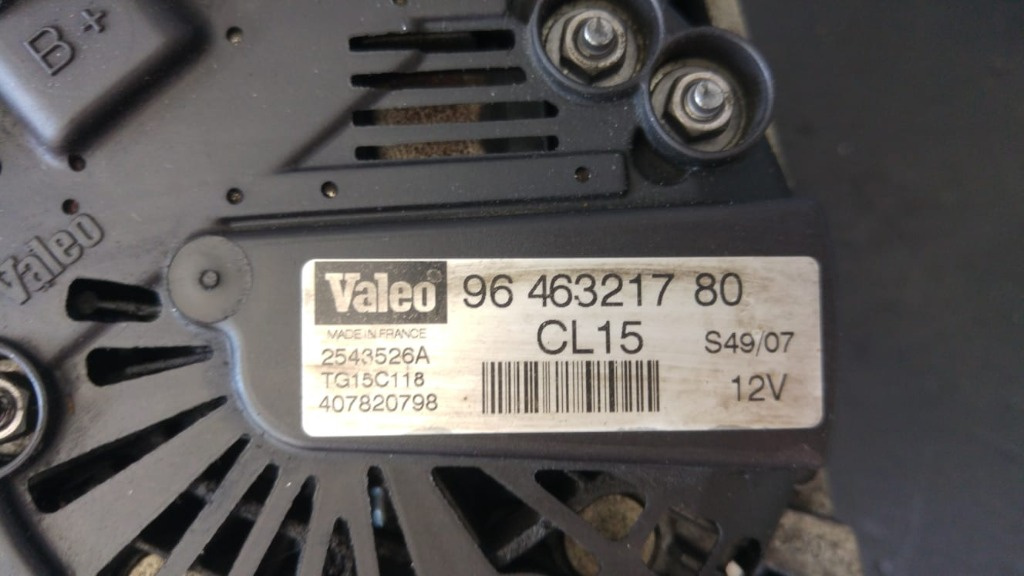 B+
Valeo
Valeo
96 463217 80
MADE IN FRANCE
CL15
S49/07
2543526A
TG15C118
407820798
12V